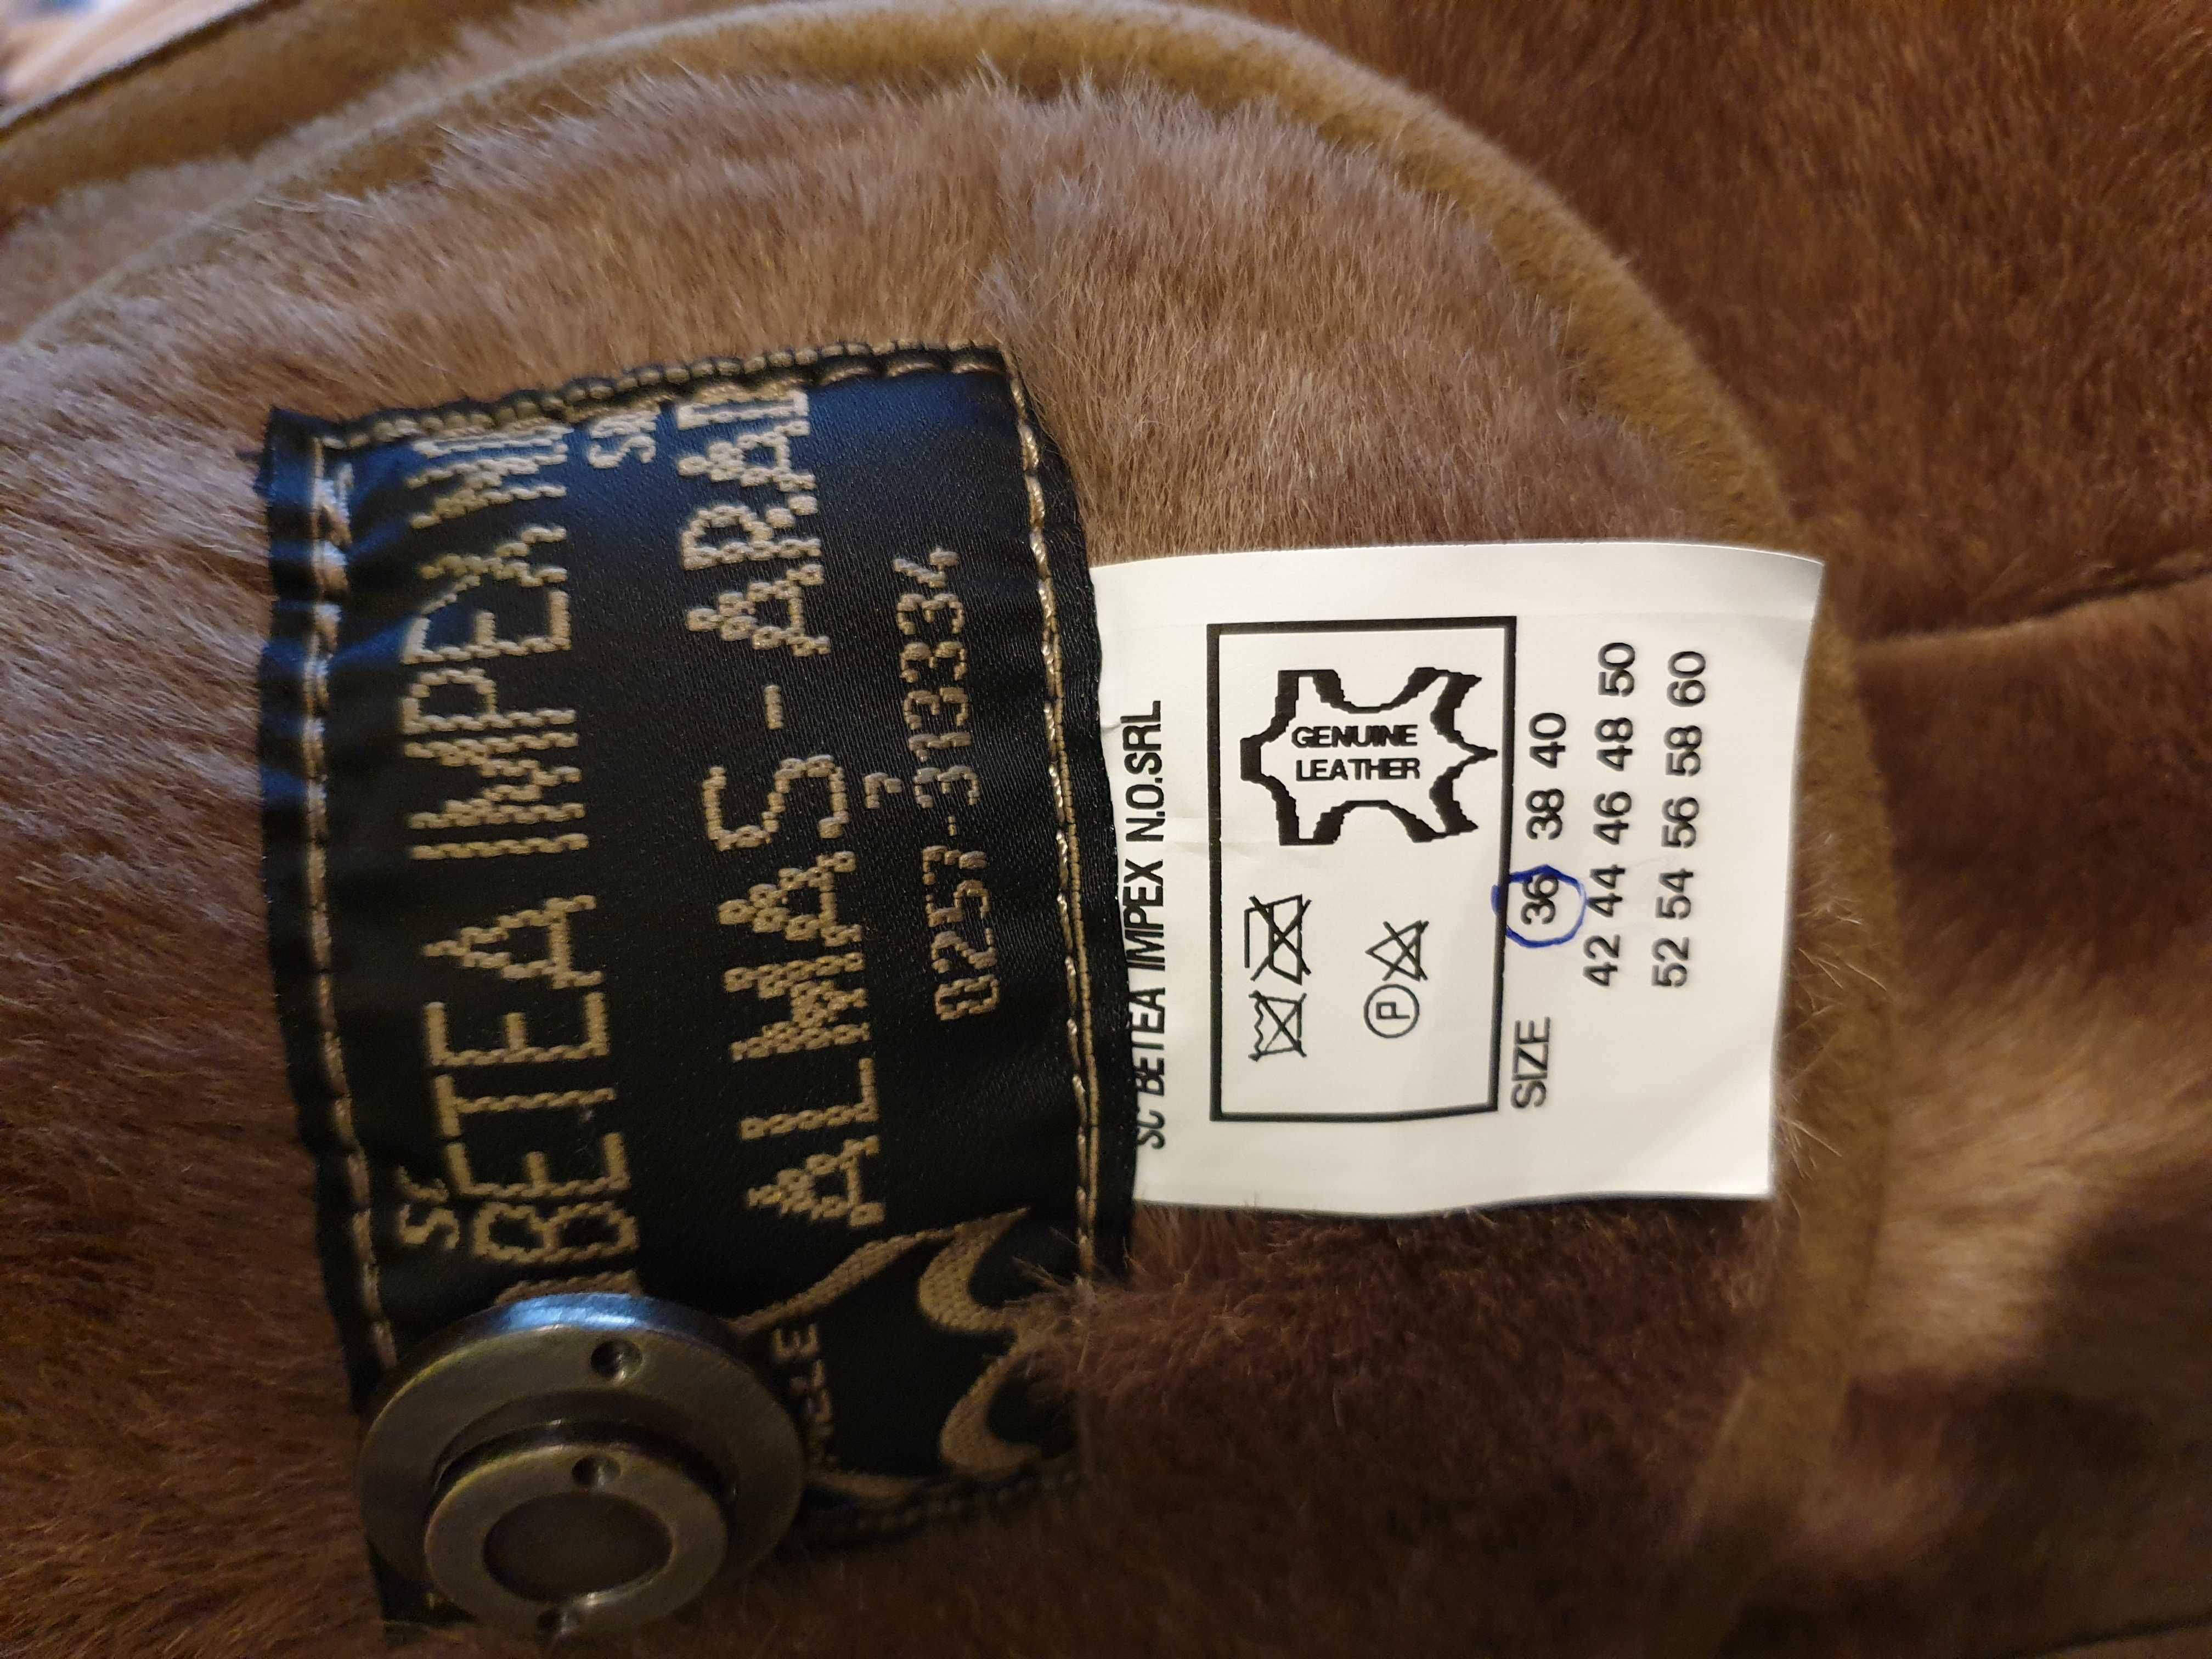 SC
BETEA IMPEX
ALMAS - ARAD
7
0257-313334
SC BETEA IMPEX N.O.SRL
GENUINE
LEATHER
P
SIZE 36 38 40
42 44 46 48 50
52 54 56 58 60